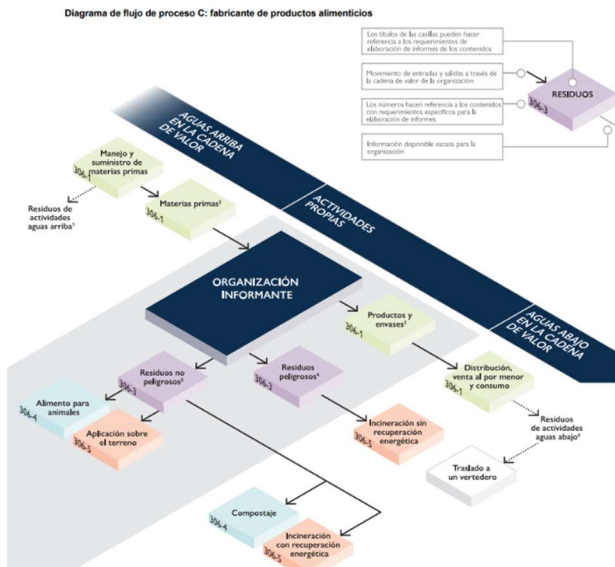 Diagrama de flujo de proceso C: fabricante de productos alimenticios
Los títulos de las casillas pueden hacer
referencia a los requerimientos de
elaboración de informes de los contenidos
Movimiento de entradas y salidas a través de
la cadena de valor de la organización
Los números hacen referencia a los contenidos
con requerimientos específicos para la
elaboración de informes
Información disponible escasa para la
organización
RESIDUOS
306-3
AGUAS ARRIBA
EN LA CADENA
DE VALOR
ACTIVIDADES
PROPIAS
AGUAS ABAJO
EN LA CADENA
DE VALOR
Manejo y
suministro de
materias primas
306-1
Residuos de
actividades
aguas arriba¹
Materias primas²
306-1
ORGANIZACIÓN
INFORMANTE
Productos y
envases³
306-1
Distribución,
venta al por menor
y consumo
306-1
Residuos
de actividades
aguas abajo⁴
Traslado a
un vertedero
Residuos no
peligrosos⁵
306-3
Residuos
peligrosos⁴
306-3
Alimento para
animales
306-4
Aplicación sobre
el terreno
306-5
Incineración sin
recuperación
energética
306-5
Compostaje
306-4
Incineración
con recuperación
energética
306-5